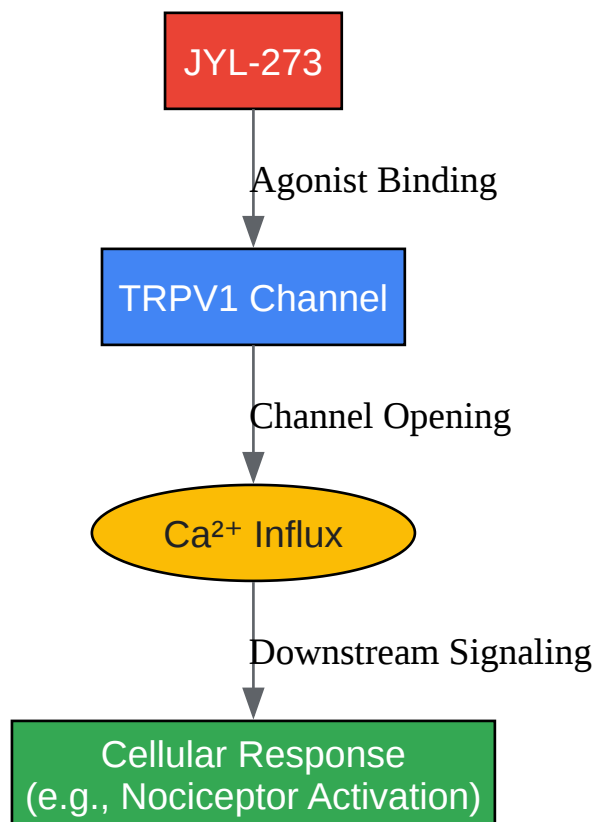 JYL-273
Agonist Binding
TRPV1 Channel
Channel Opening
Ca²⁺ Influx
Downstream Signaling
Cellular Response
(e.g., Nociceptor Activation)